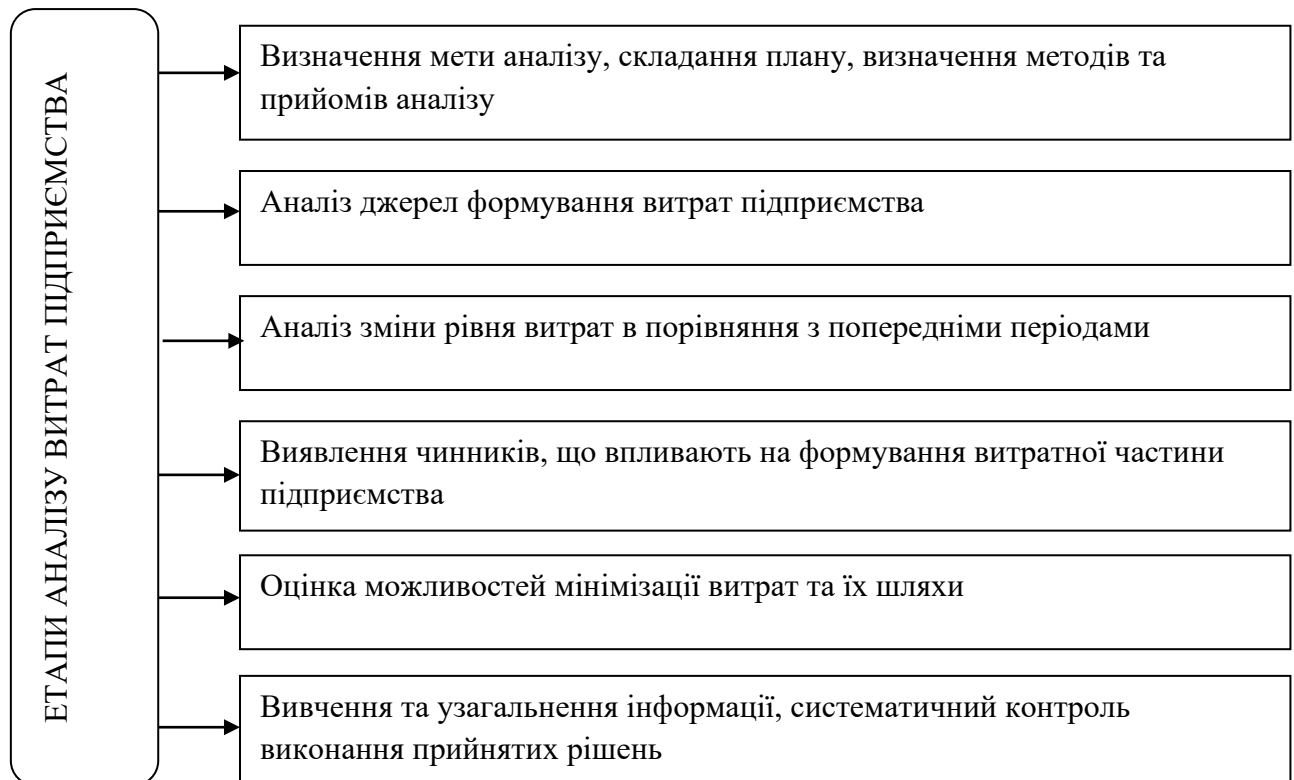 ЕТАПИ АНАЛІЗУ ВИТРАТ ПІДПРИЄМСТВА
Визначення мети аналізу, складання плану, визначення методів та
прийомів аналізу
Аналіз джерел формування витрат підприємства
Аналіз зміни рівня витрат в порівняння з попередніми періодами
Виявлення чинників, що впливають на формування витратної частини
підприємства
Оцінка можливостей мінімізації витрат та їх шляхи
Вивчення та узагальнення інформації, систематичний контроль
виконання прийнятих рішень